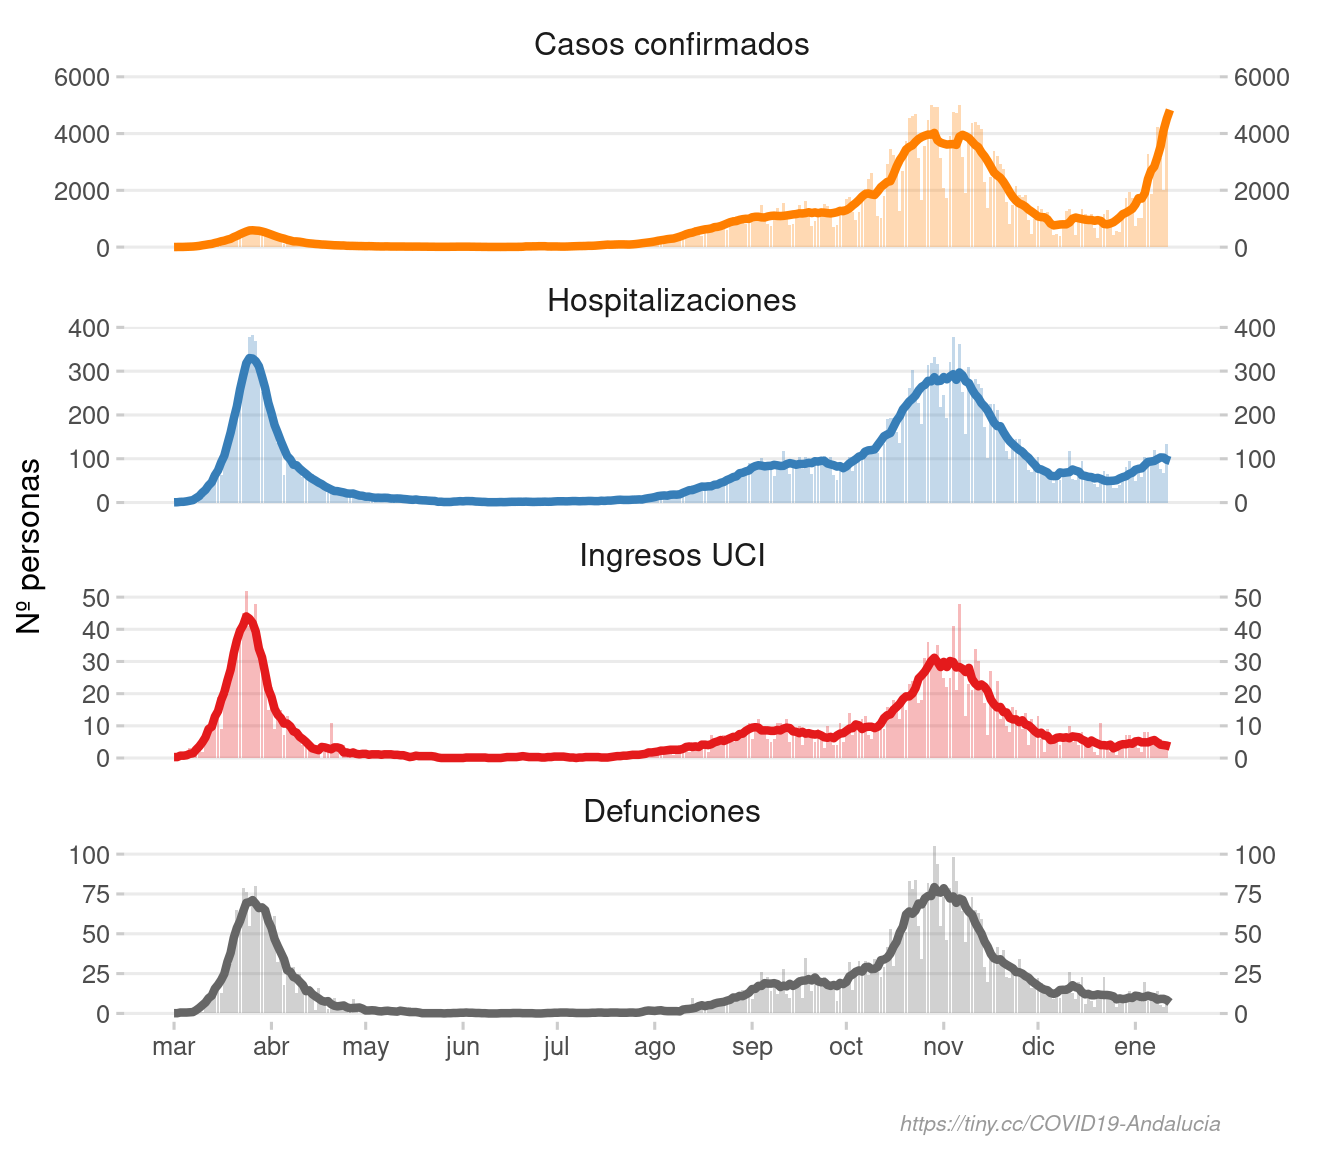 Casos confirmados
6000 6000
4000 4000
2000 2000
0 0
Hospitalizaciones
400 400
300 300
200 200
100 100
0 0
Nº personas
Ingresos UCI
50 50
40 40
30 30
20 20
10 10
0 0
Defunciones
100 100
75 75
50 50
25 25
0 0
mar abr may jun jul ago sep oct nov dic ene
https://tiny.cc/COVID19-Andalucia